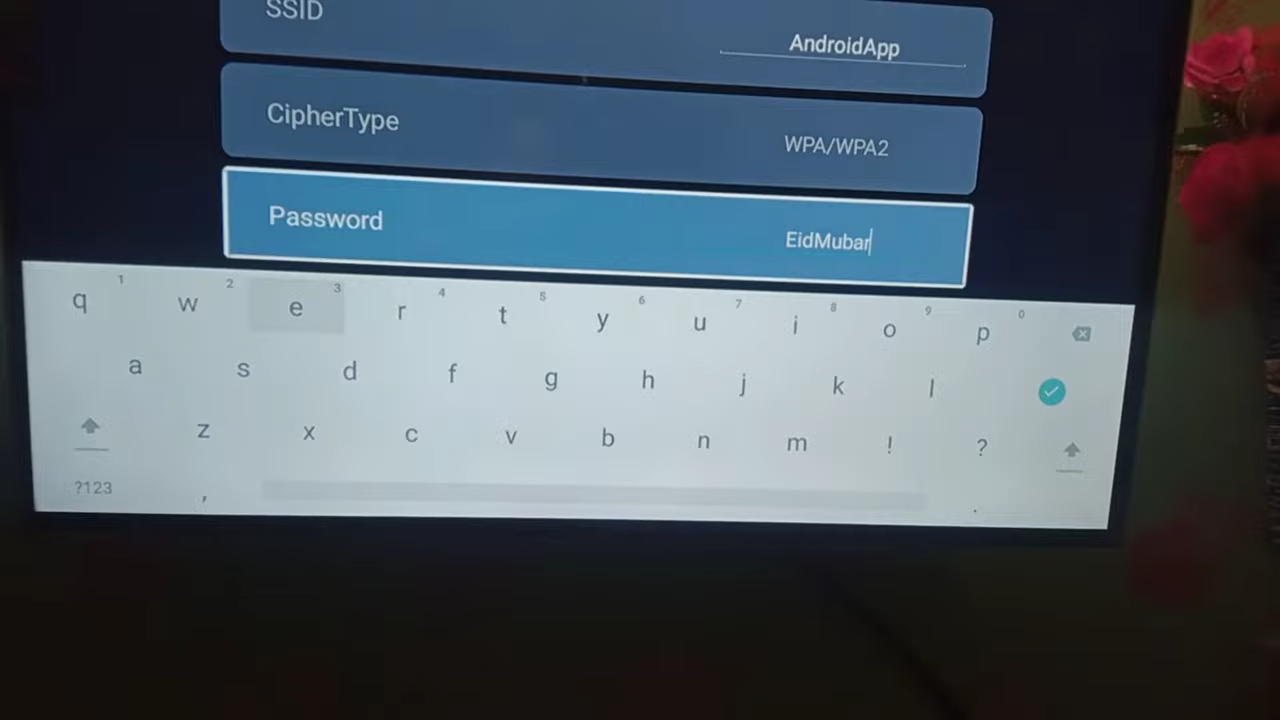 SSID
AndroidApp
CipherType
WPA/WPA2
Password
EidMubar
1 2 3 4 5 6 7 8 9 0
q w e r t y u i o p
a s d f g h j k l
z x c v b n m ! ?
?123 , .